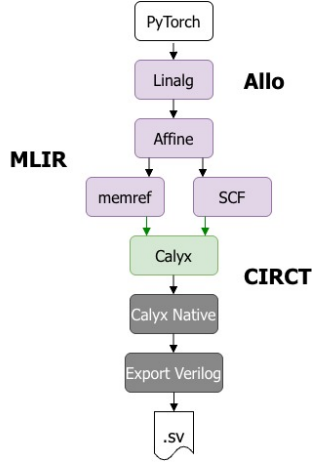 PyTorch
Linalg
Allo
Affine
MLIR
memref
SCF
Calyx
CIRCT
Calyx Native
Export Verilog
.sv